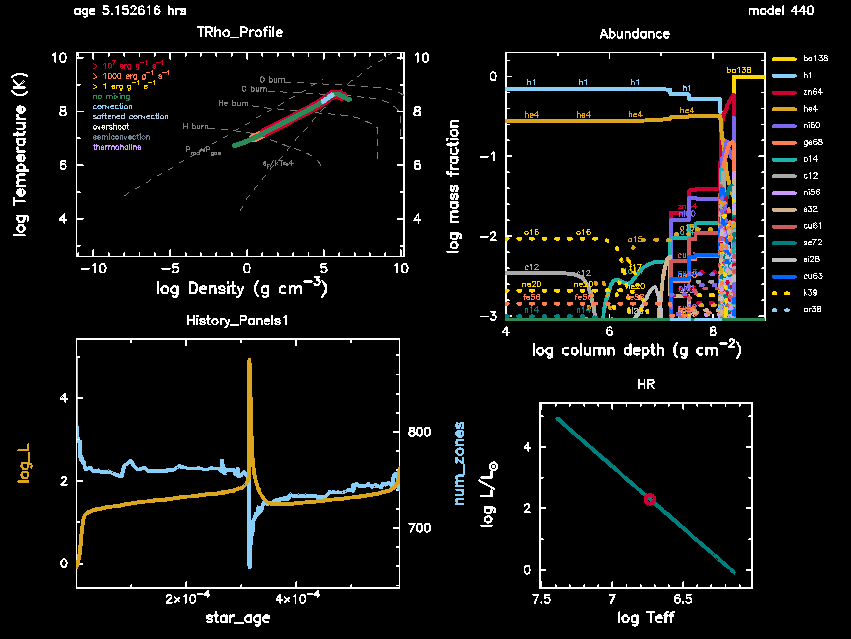 age 5.152616 hrs
model 440
TRho_Profile
> 10⁷ erg g⁻¹ s⁻¹
> 1000 erg g⁻¹ s⁻¹
> 1 erg g⁻¹ s⁻¹
no mixing
convection
softened convection
overshoot
semiconvection
thermohaline
O burn
C burn
He burn
H burn
10
8
6
4
10
8
6
4
log Temperature (K)
−10
−5
0
5
10
log Density (g cm⁻³)
Abundance
0
−1
−2
−3
log mass fraction
4
6
8
log column depth (g cm⁻²)
ba138
h1
h1
h1
h1
he4
he4
he4
he4
o16
o16
o15
c12
c12
ne20
ne20
fe56
fe56
n14
n14
ba138
h1
zn64
he4
ni60
ge68
o14
c12
ni56
s32
cu61
se72
si28
cu63
k39
ar38
History_Panels1
4
2
0
log_L
800
700
num_zones
2×10⁻⁴
4×10⁻⁴
star_age
HR
4
2
0
log L/L☉
7.5
7
6.5
log Teff